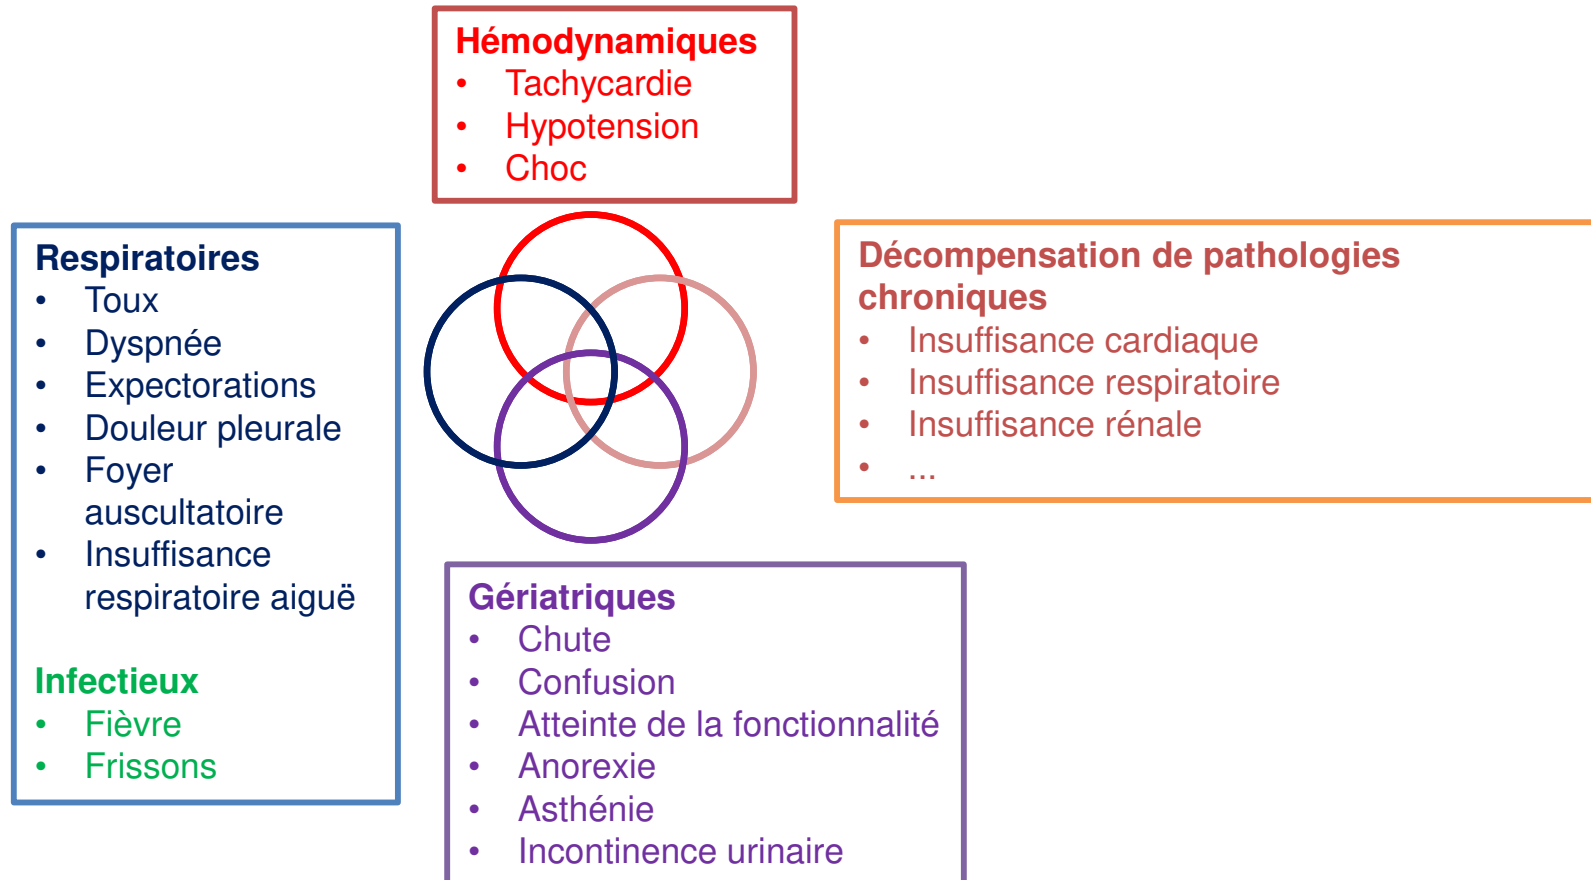 Hémodynamiques
• Tachycardie
• Hypotension
• Choc
Respiratoires
• Toux
• Dyspnée
• Expectorations
• Douleur pleurale
• Foyer
auscultatoire
• Insuffisance
respiratoire aiguë
Infectieux
• Fièvre
• Frissons
Décompensation de pathologies
chroniques
• Insuffisance cardiaque
• Insuffisance respiratoire
• Insuffisance rénale
• ...
Gériatriques
• Chute
• Confusion
• Atteinte de la fonctionnalité
• Anorexie
• Asthénie
• Incontinence urinaire